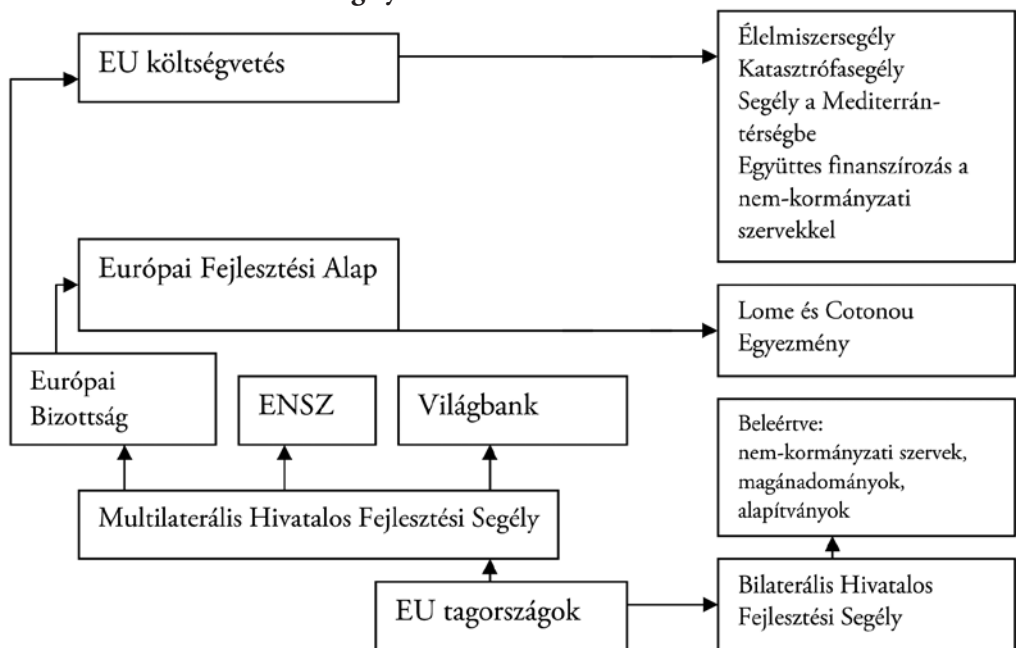 EU költségvetés
Élelmiszersegély
Katasztrófasegély
Segély a Mediterrán-
térségbe
Együttes finanszírozás a
nem-kormányzati
szervekkel
Európai Fejlesztési Alap
Lome és Cotonou
Egyezmény
Európai
Bizottság
ENSZ
Világbank
Beleértve:
nem-kormányzati szervek,
magánadományok,
alapítványok
Multilaterális Hivatalos Fejlesztési Segély
EU tagországok
Bilaterális Hivatalos
Fejlesztési Segély